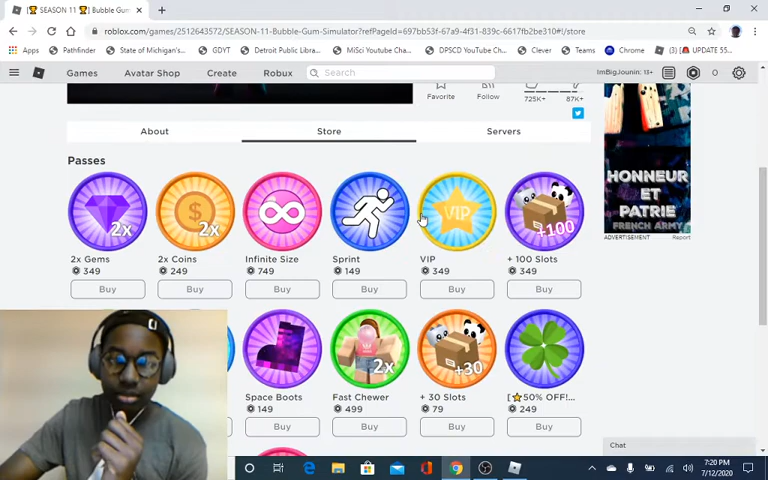 [🏆 SEASON 11 🏆] Bubble Gum S
roblox.com/games/2512643572/SEASON-11-Bubble-Gum-Simulator?refPageId=697bb53f-67a9-4f31-839c-6617fb2be310#!/store
Apps Pathfinder State of Michigan's... GDYT Detroit Public Librar... MiSci Youtube Chan... DPSCD YouTube Ch... Clever Teams Chrome (3) [🚨 UPDATE 55...
Games Avatar Shop Create Robux Search ImBigJounin: 13+ 0
Favorite Follow 725K+ 87K+
About Store Servers
Passes
2x 2x VIP +100
2x Gems 2x Coins Infinite Size Sprint VIP + 100 Slots
349 249 749 149 349 349
Buy Buy Buy Buy Buy Buy
2x +30
Space Boots Fast Chewer + 30 Slots [⭐50% OFF!...
149 499 79 249
Buy Buy Buy Buy
HONNEUR
ET
PATRIE
FRENCH ARMY
ADVERTISEMENT Report
Chat
7:20 PM
7/12/2020